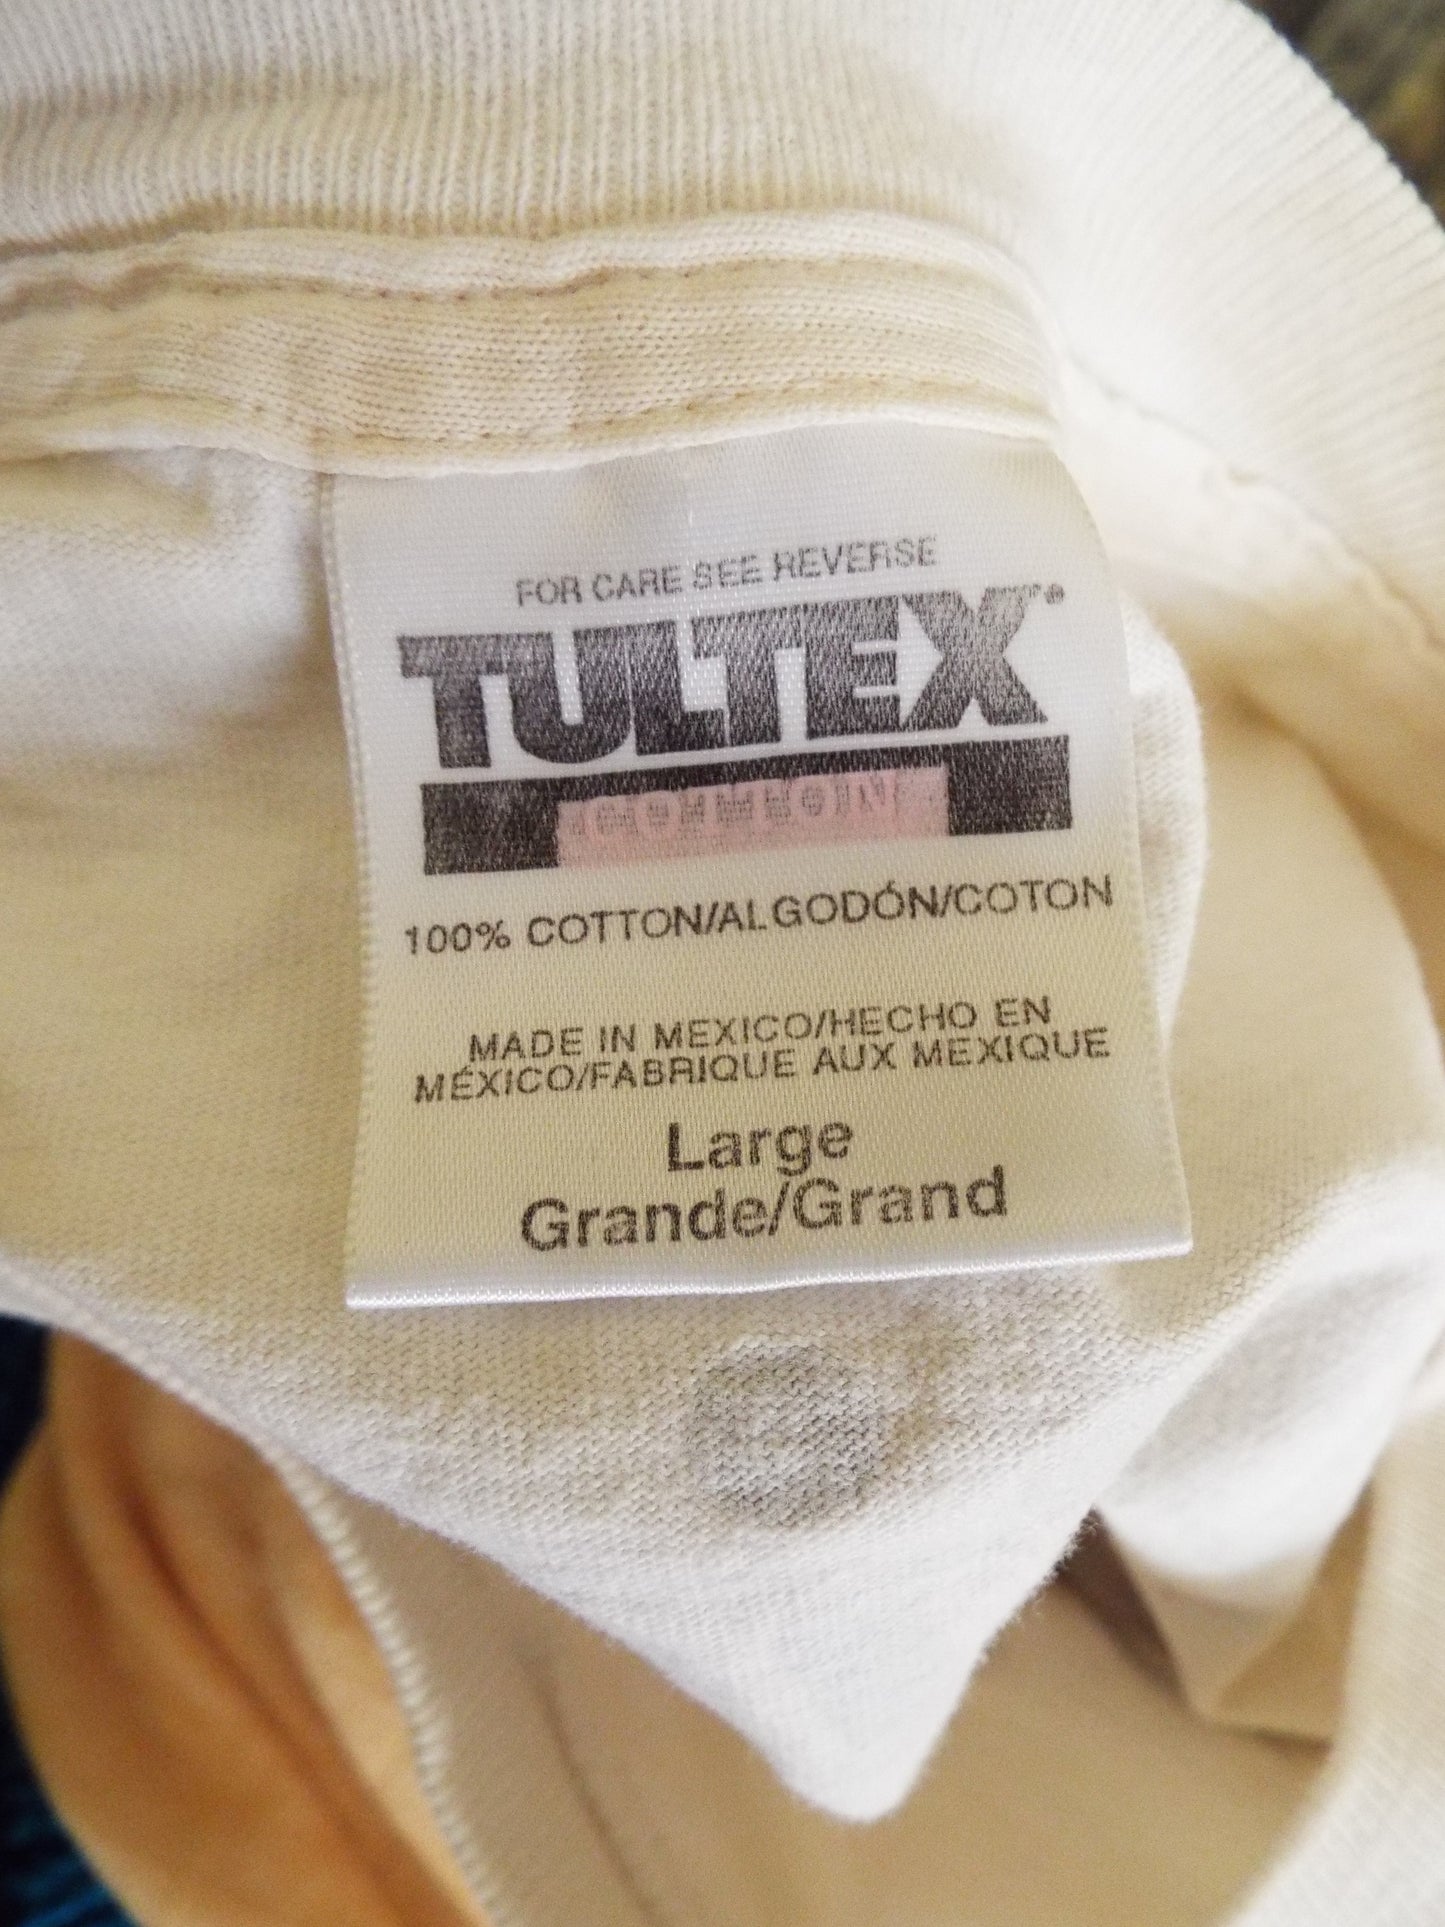 FOR CARE SEE REVERSE
TULTEX®
100% COTTON/ALGODÓN/COTON
MADE IN MEXICO/HECHO EN
MÉXICO/FABRIQUE AUX MEXIQUE
Large
Grande/Grand